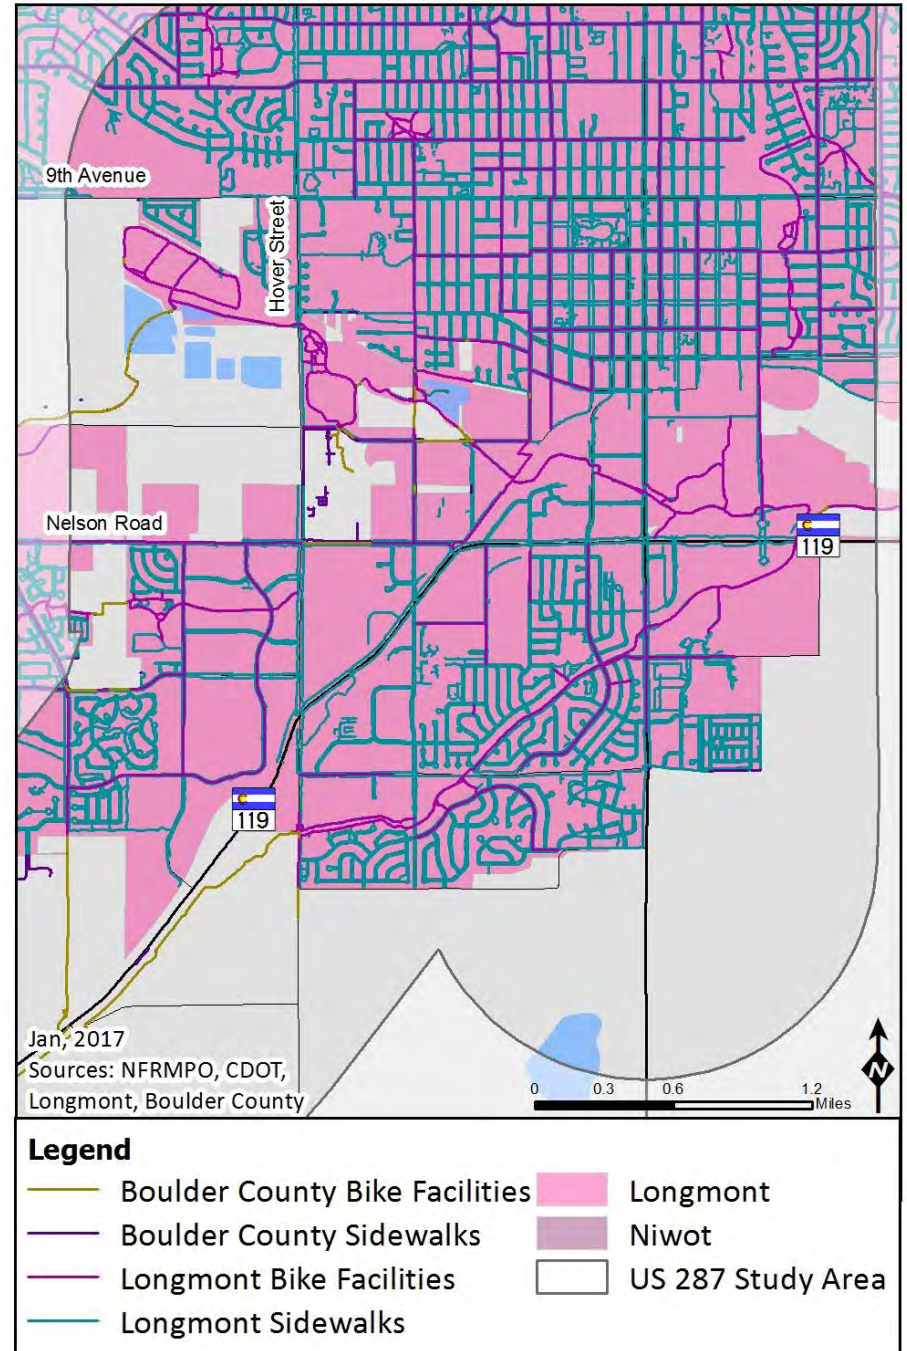 9th Avenue
Hover Street
Nelson Road
119
119
Jan, 2017
Sources: NFRMPO, CDOT,
Longmont, Boulder County
N
0 0.3 0.6 1.2
Miles
Legend
Boulder County Bike Facilities
Boulder County Sidewalks
Longmont Bike Facilities
Longmont Sidewalks
Longmont
Niwot
US 287 Study Area